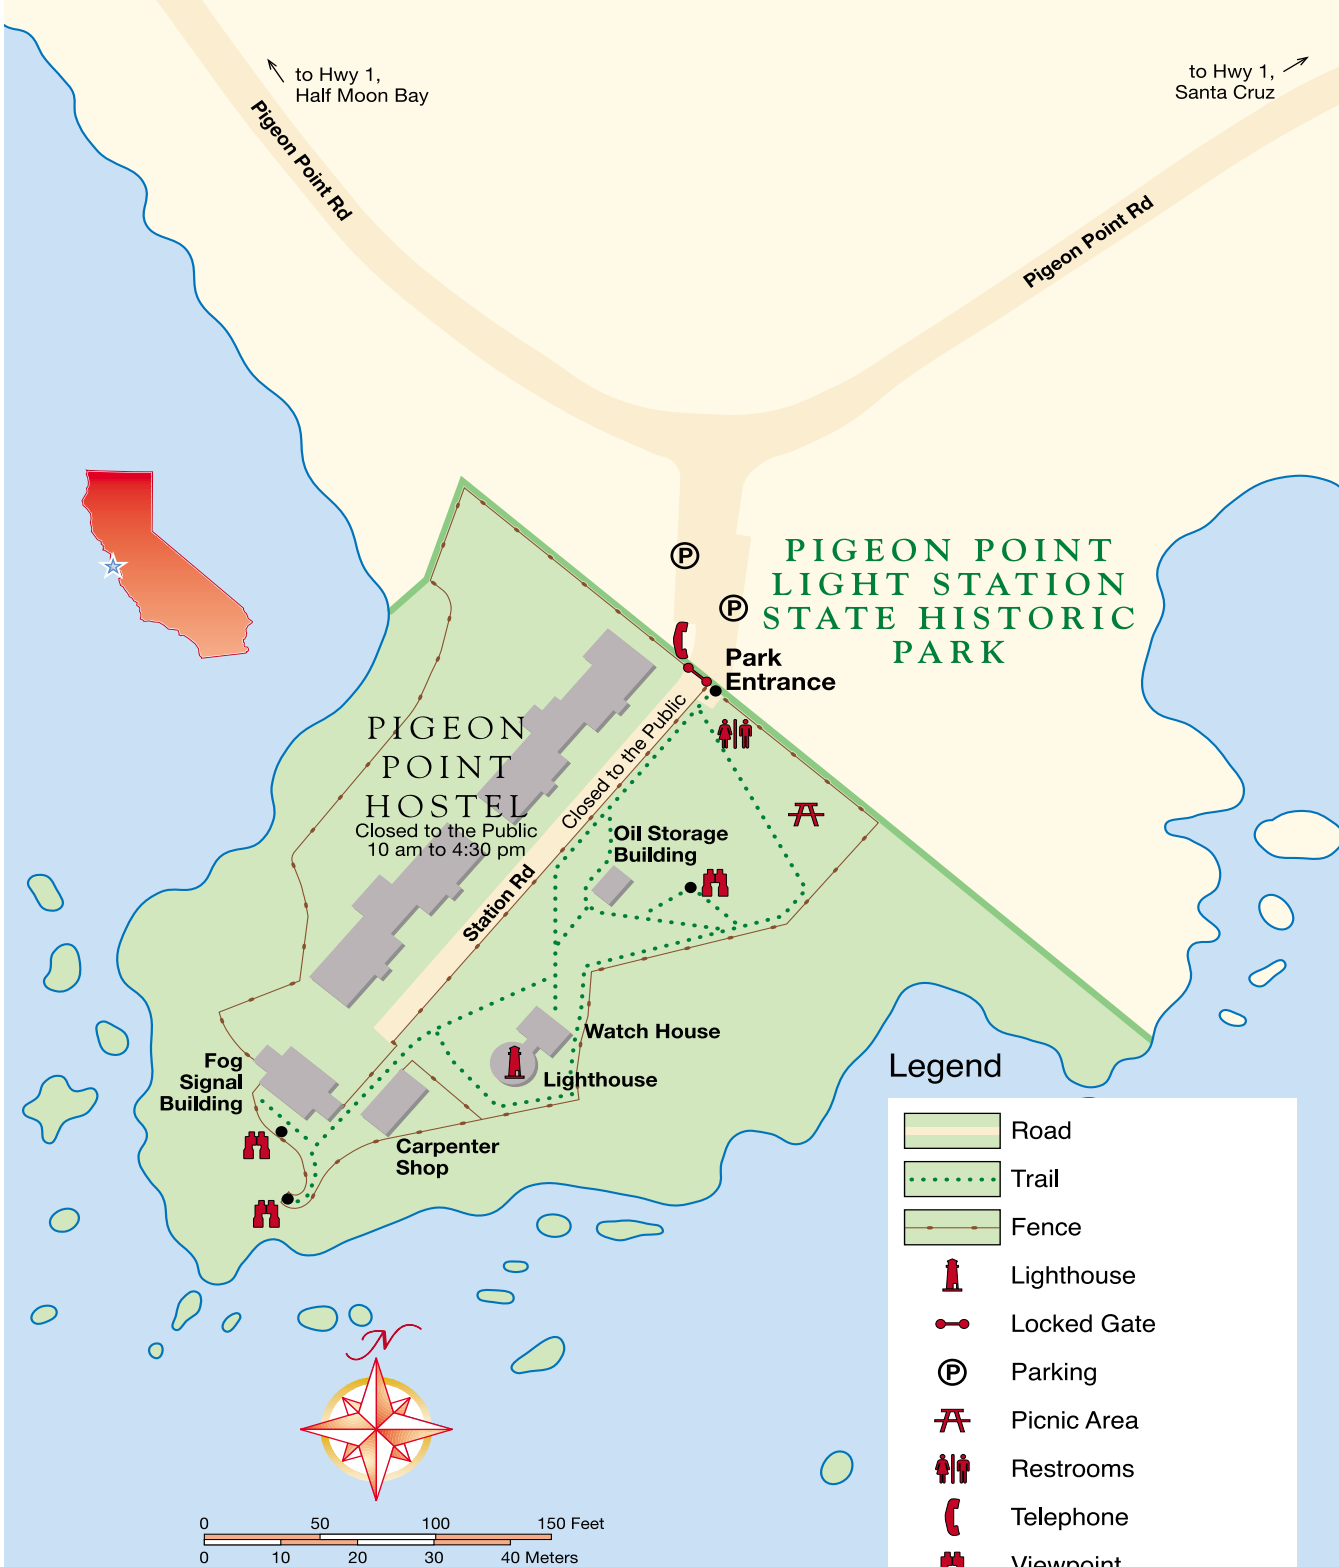 to Hwy 1,
Half Moon Bay
to Hwy 1,
Santa Cruz
Pigeon Point Rd
Pigeon Point Rd
P
P
PIGEON POINT
LIGHT STATION
STATE HISTORIC
PARK
Park
Entrance
PIGEON
POINT
HOSTEL
Closed to the Public
10 am to 4:30 pm
Closed to the Public
Station Rd
Oil Storage
Building
Watch House
Lighthouse
Fog
Signal
Building
Carpenter
Shop
Legend
Road
Trail
Fence
Lighthouse
Locked Gate
P Parking
Picnic Area
Restrooms
Telephone
Viewpoint
N
0 50 100 150 Feet
0 10 20 30 40 Meters